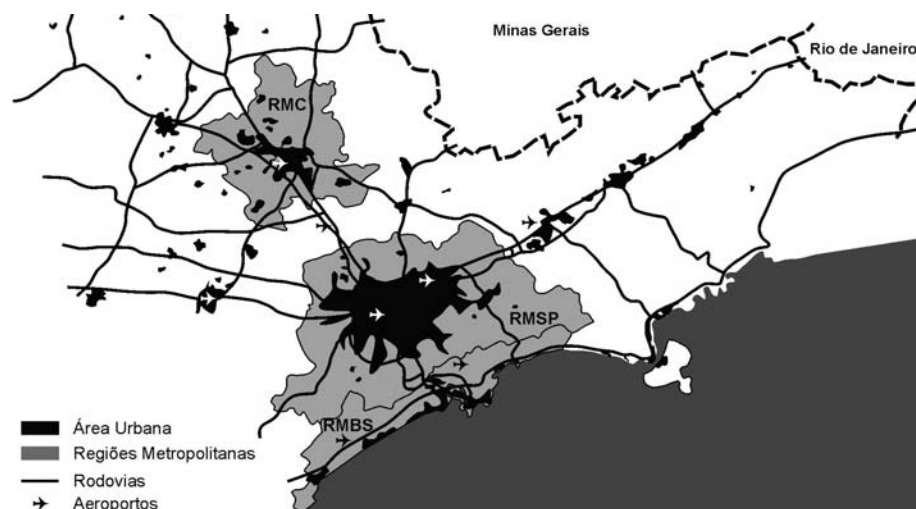 Minas Gerais
Rio de Janeiro
RMC
RMSP
RMBS
Área Urbana
Regiões Metropolitanas
Rodovias
Aeroportos